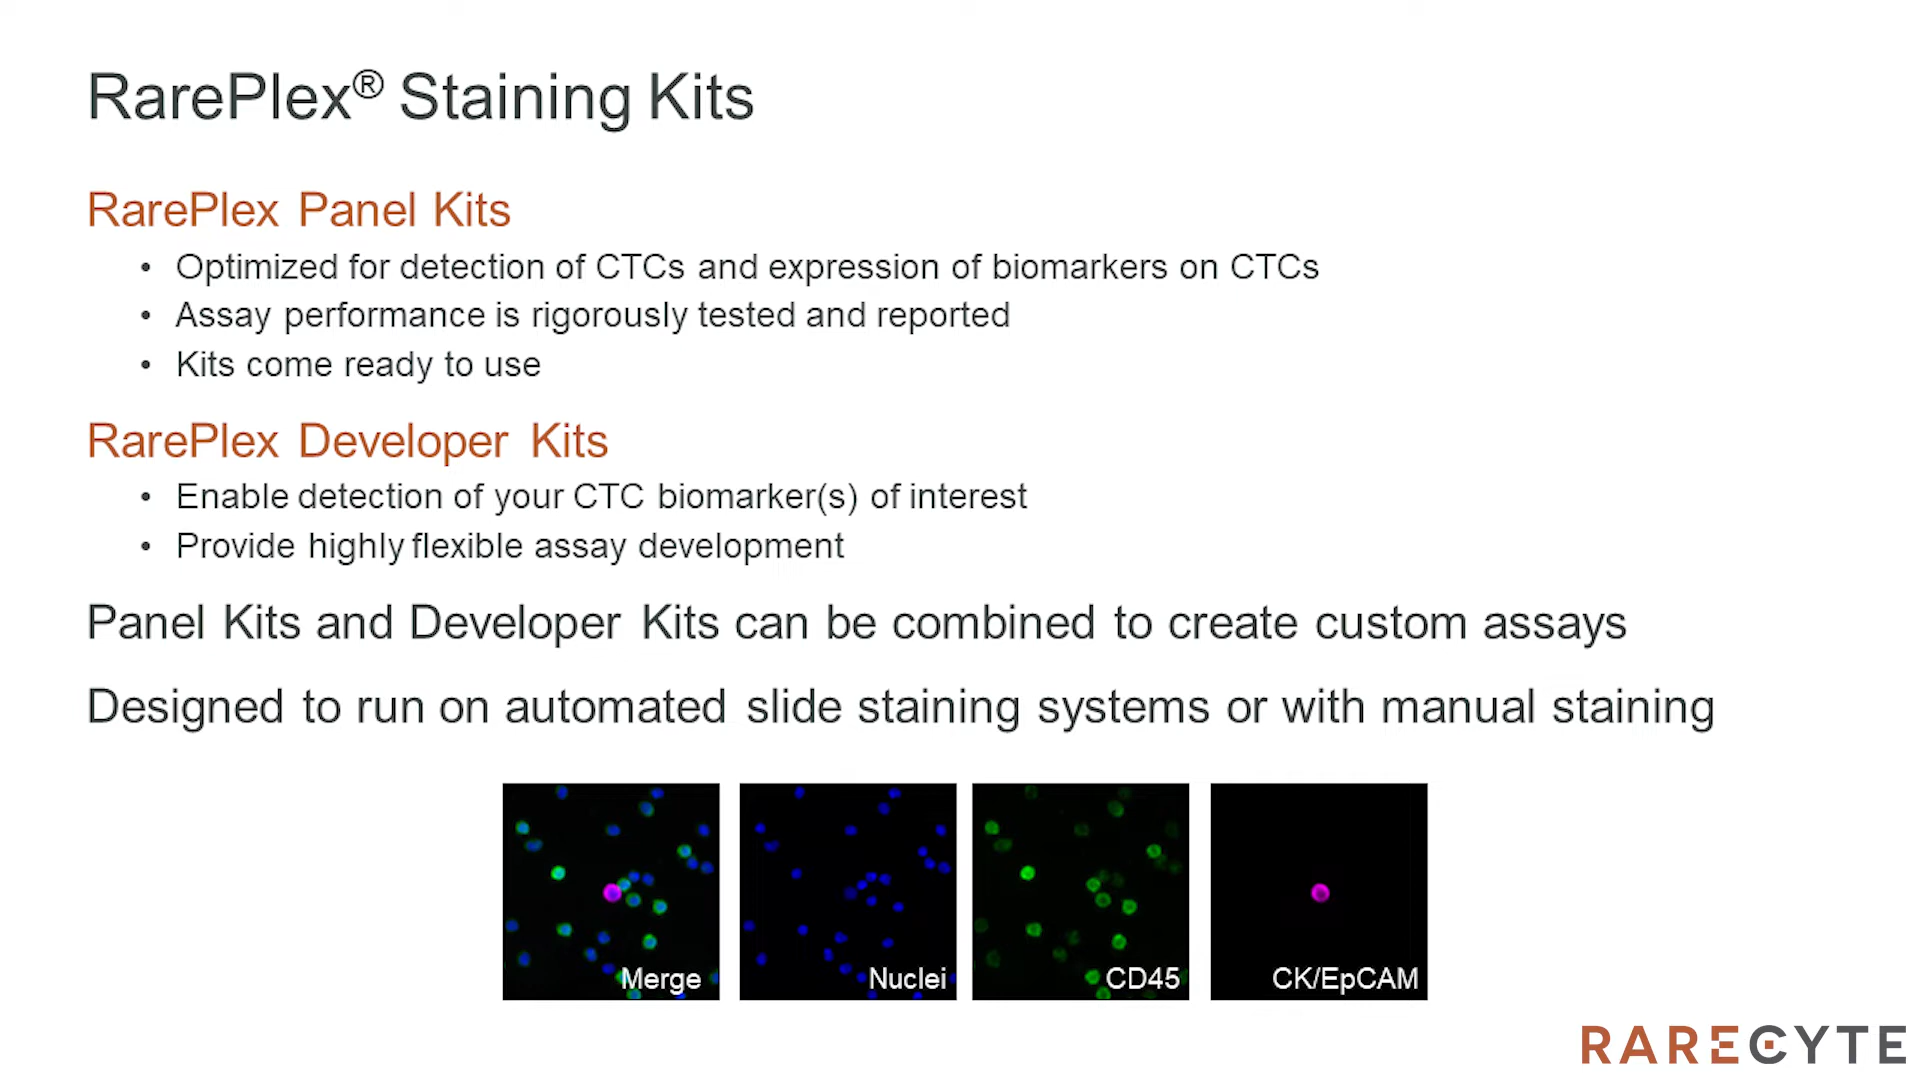 RarePlex® Staining Kits
RarePlex Panel Kits
• Optimized for detection of CTCs and expression of biomarkers on CTCs
• Assay performance is rigorously tested and reported
• Kits come ready to use
RarePlex Developer Kits
• Enable detection of your CTC biomarker(s) of interest
• Provide highly flexible assay development
Panel Kits and Developer Kits can be combined to create custom assays
Designed to run on automated slide staining systems or with manual staining
Merge
Nuclei
CD45
CK/EpCAM
RARECYTE